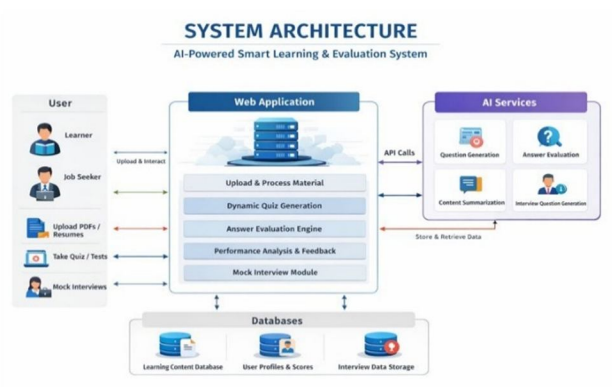 SYSTEM ARCHITECTURE
AI-Powered Smart Learning & Evaluation System
User
Learner
Job Seeker
Upload PDFs /
Resumes
Take Quiz / Tests
Mock Interviews
Upload & Interact
Web Application
Upload & Process Material
Dynamic Quiz Generation
Answer Evaluation Engine
Performance Analysis & Feedback
Mock Interview Module
API Calls
AI Services
Question Generation
Answer Evaluation
Content Summarization
Interview Question Generation
Store & Retrieve Data
Databases
Learning Content Database
User Profiles & Scores
Interview Data Storage